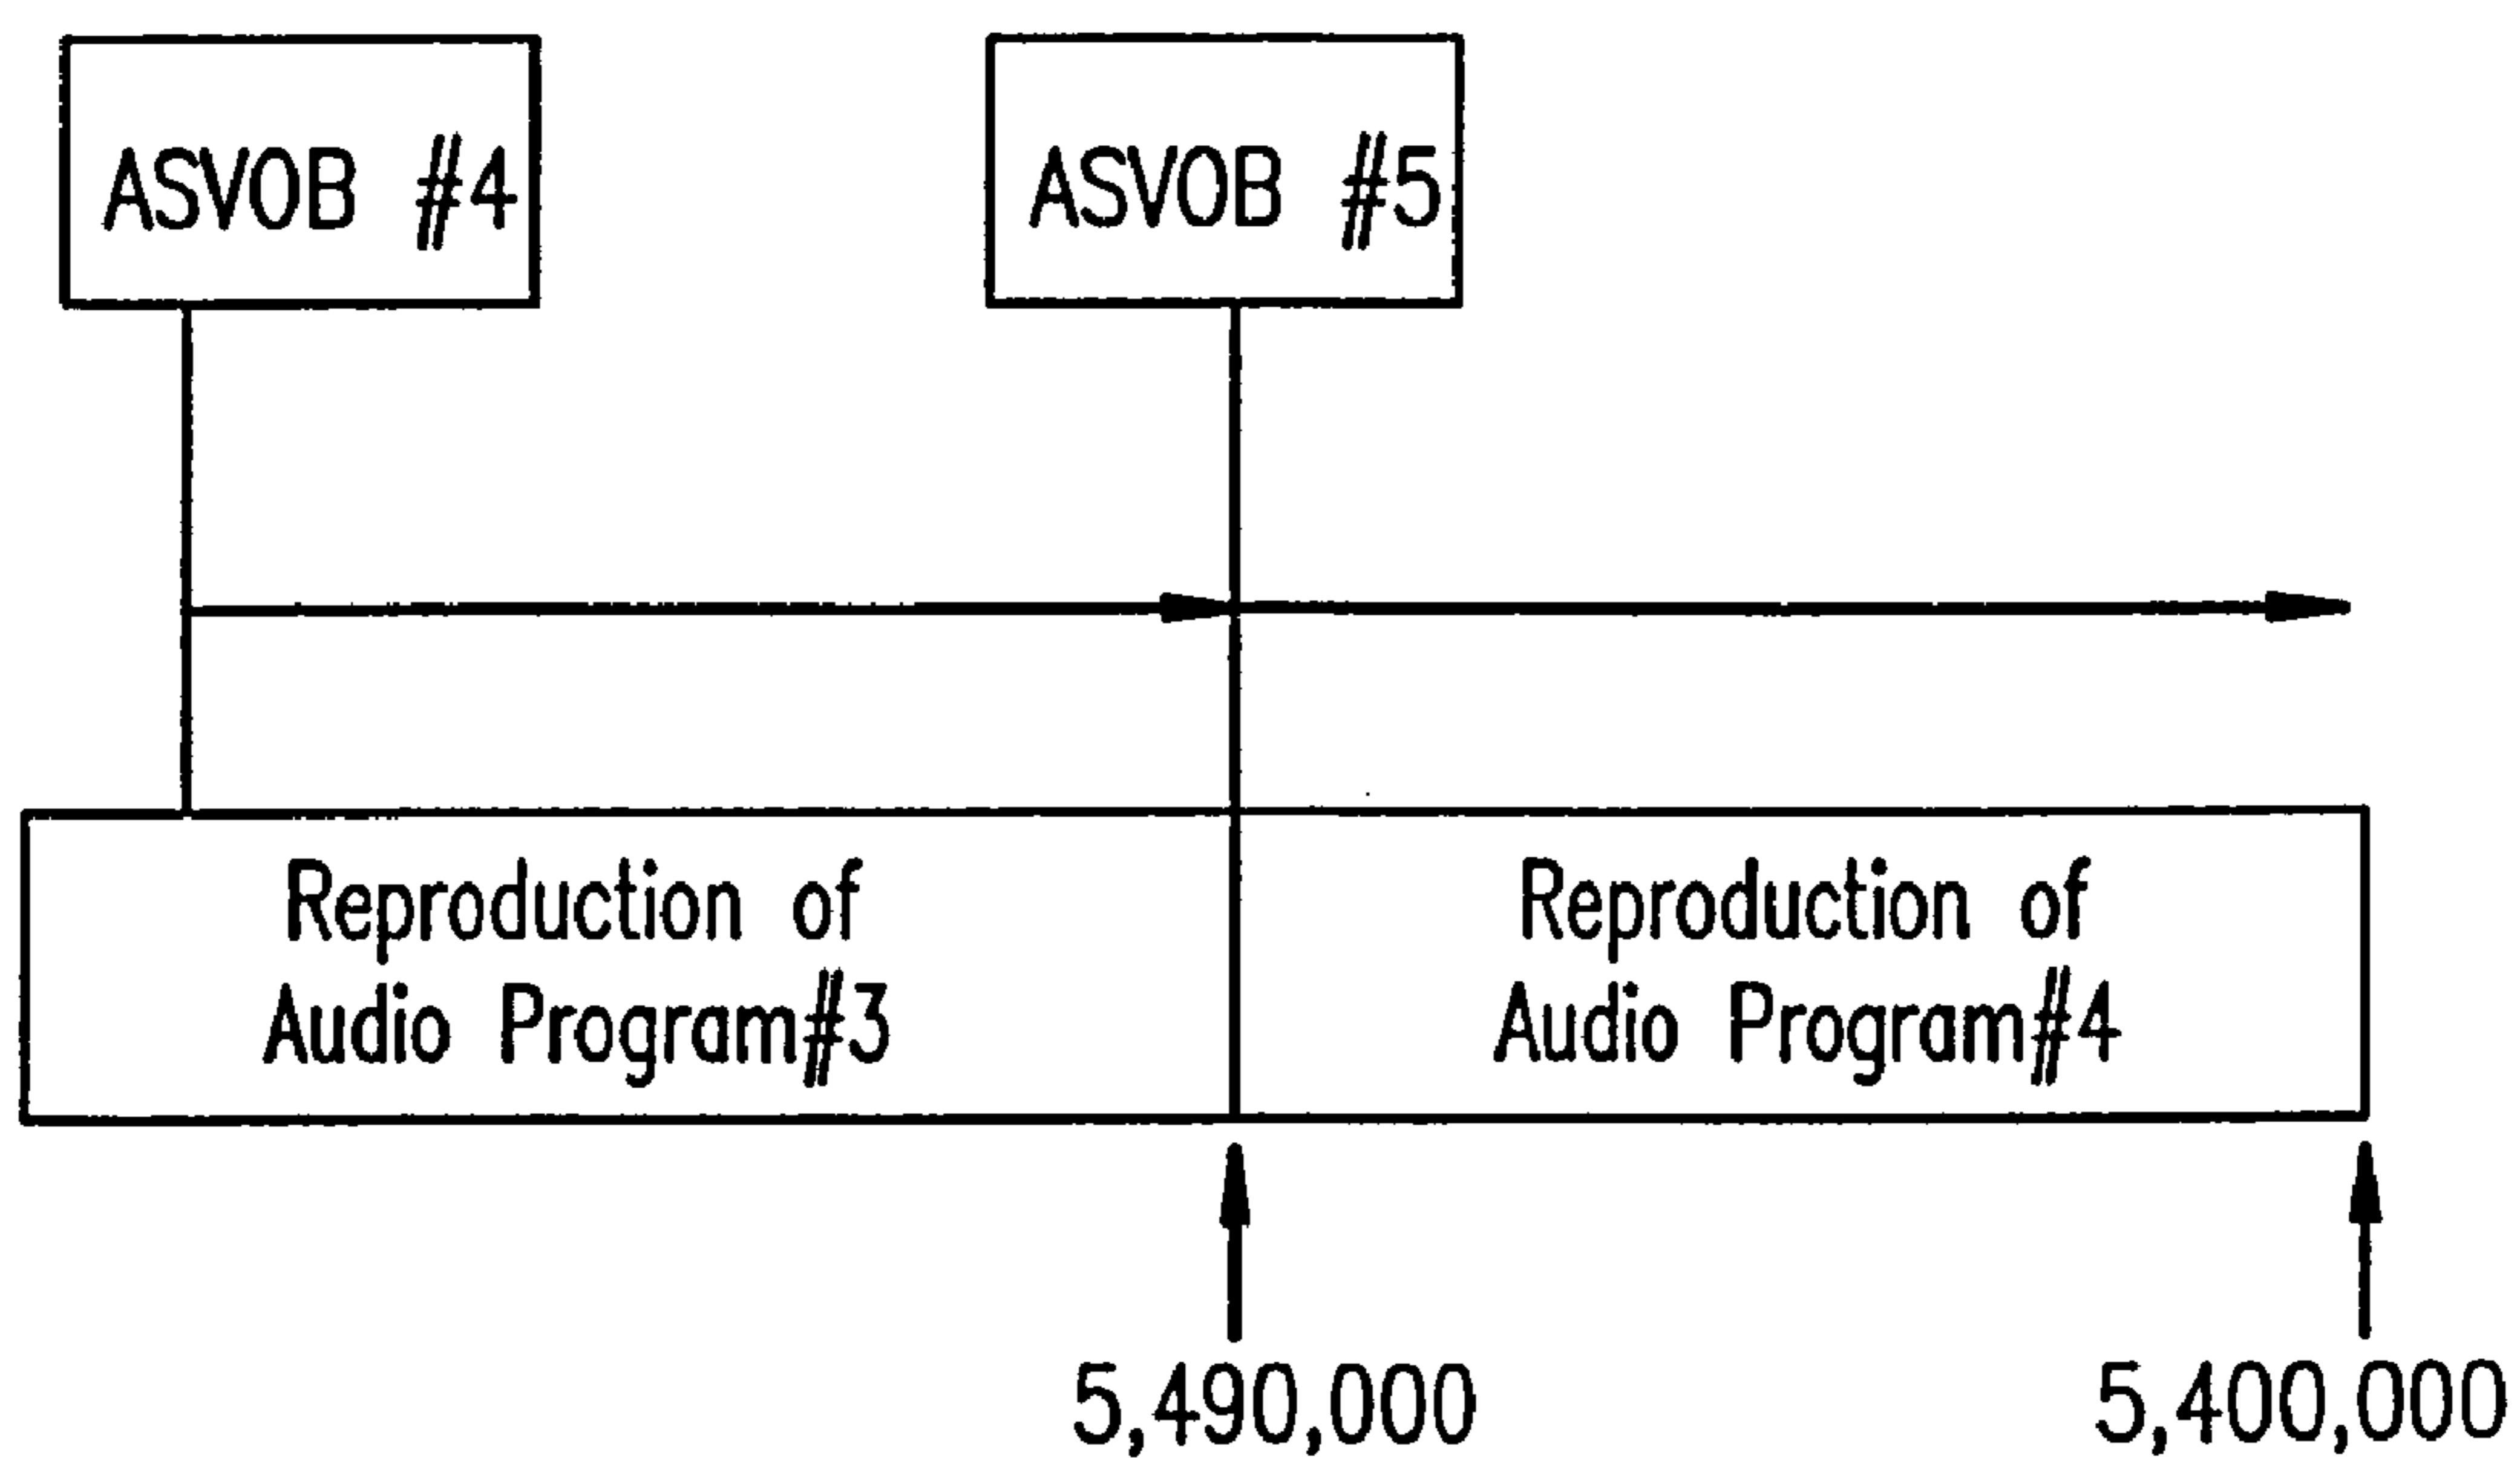 ASVOB #4
ASVOB #5
Reproduction of
Audio Program#3
Reproduction of
Audio Program#4
5,490,000
5,400,000